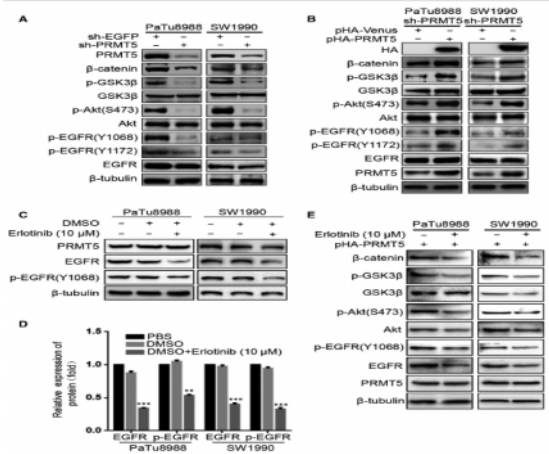 A
PaTu8988 SW1990
sh-EGFP + − + −
sh-PRMT5 − + − +
PRMT5
β-catenin
p-GSK3β
GSK3β
p-Akt(S473)
Akt
p-EGFR(Y1068)
p-EGFR(Y1172)
EGFR
β-tubulin
B
PaTu8988 SW1990
sh-PRMT5 sh-PRMT5
pHA-Venus + − + −
pHA-PRMT5 − + − +
HA
β-catenin
p-GSK3β
GSK3β
p-Akt(S473)
Akt
p-EGFR(Y1068)
p-EGFR(Y1172)
EGFR
PRMT5
β-tubulin
C
PaTu8988 SW1990
DMSO − + + − + +
Erlotinib (10 μM) − − + − − +
PRMT5
EGFR
p-EGFR(Y1068)
β-tubulin
D
Relative expression of
protein (fold)
1.5
1.0
0.5
0.0
PBS
DMSO
DMSO+Erlotinib (10 μM)
*** ** *** ***
EGFR p-EGFR EGFR p-EGFR
PaTu8988 SW1990
E
PaTu8988 SW1990
Erlotinib (10 μM) − + − +
pHA-PRMT5 + + + +
β-catenin
p-GSK3β
GSK3β
p-Akt(S473)
Akt
p-EGFR(Y1068)
EGFR
PRMT5
β-tubulin